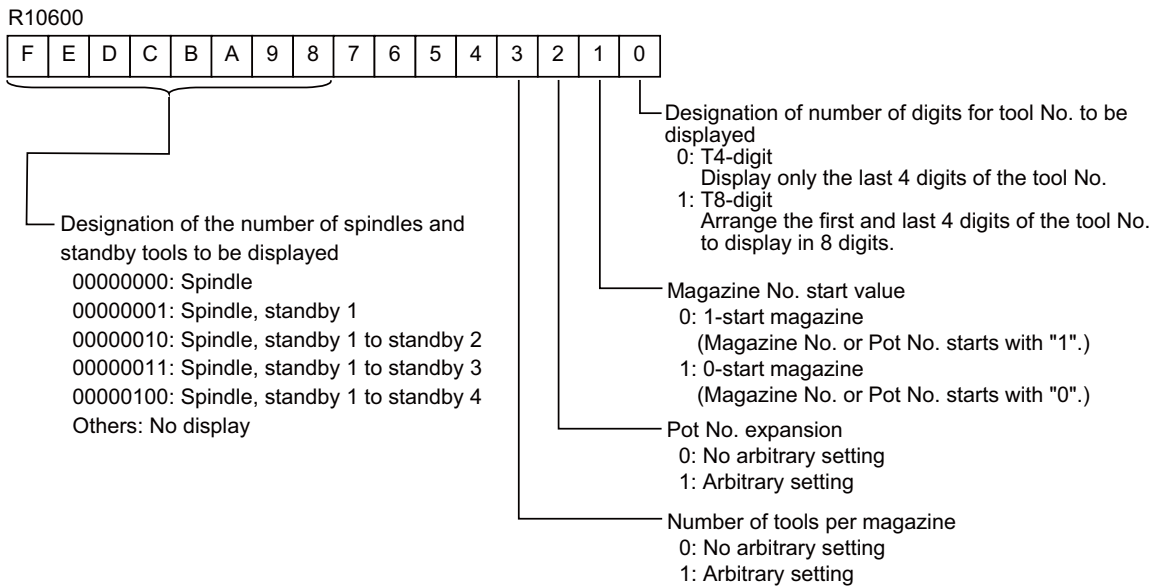 R10600
F E D C B A 9 8 7 6 5 4 3 2 1 0
Designation of number of digits for tool No. to be
displayed
0: T4-digit
Display only the last 4 digits of the tool No.
1: T8-digit
Arrange the first and last 4 digits of the tool No.
to display in 8 digits.
Magazine No. start value
0: 1-start magazine
(Magazine No. or Pot No. starts with "1".)
1: 0-start magazine
(Magazine No. or Pot No. starts with "0".)
Pot No. expansion
0: No arbitrary setting
1: Arbitrary setting
Number of tools per magazine
0: No arbitrary setting
1: Arbitrary setting
Designation of the number of spindles and
standby tools to be displayed
00000000: Spindle
00000001: Spindle, standby 1
00000010: Spindle, standby 1 to standby 2
00000011: Spindle, standby 1 to standby 3
00000100: Spindle, standby 1 to standby 4
Others: No display